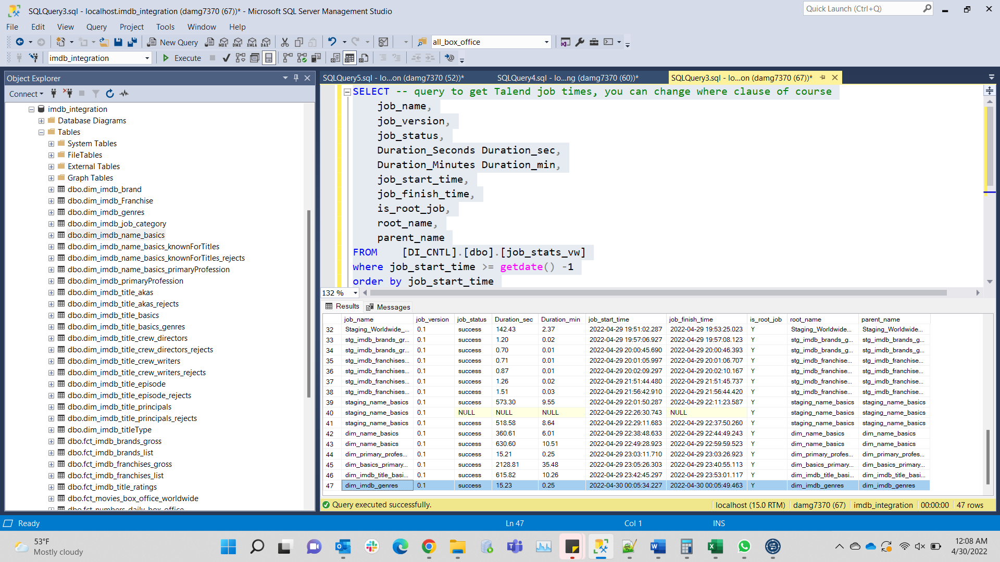 SQLQuery3.sql - localhost.imdb_integration (damg7370 (67))* - Microsoft SQL Server Management Studio
Quick Launch (Ctrl+Q)
File Edit View Query Project Tools Window Help
New Query MDX DMX XMLA DAX all_box_office
imdb_integration Execute
Object Explorer
Connect
imdb_integration
Database Diagrams
Tables
System Tables
FileTables
External Tables
Graph Tables
dbo.dim_imdb_brand
dbo.dim_imdb_Franchise
dbo.dim_imdb_genres
dbo.dim_imdb_job_category
dbo.dim_imdb_name_basics
dbo.dim_imdb_name_basics_knownForTitles
dbo.dim_imdb_name_basics_knownForTitles_rejects
dbo.dim_imdb_name_basics_primaryProfession
dbo.dim_imdb_primaryProfession
dbo.dim_imdb_title_akas
dbo.dim_imdb_title_akas_rejects
dbo.dim_imdb_title_basics
dbo.dim_imdb_title_basics_genres
dbo.dim_imdb_title_crew_directors
dbo.dim_imdb_title_crew_directors_rejects
dbo.dim_imdb_title_crew_writers
dbo.dim_imdb_title_crew_writers_rejects
dbo.dim_imdb_title_episode
dbo.dim_imdb_title_episode_rejects
dbo.dim_imdb_title_principals
dbo.dim_imdb_title_principals_rejects
dbo.dim_imdb_titleType
dbo.fct_imdb_brands_gross
dbo.fct_imdb_brands_list
dbo.fct_imdb_franchises_gross
dbo.fct_imdb_franchises_list
dbo.fct_imdb_title_ratings
dbo.fct_movies_box_office_worldwide
dbo.fct_numbers_daily_box_office
SQLQuery5.sql - lo...on (damg7370 (52))* SQLQuery4.sql - lo...ng (damg7370 (60))* SQLQuery3.sql - lo...on (damg7370 (67))*
SELECT -- query to get Talend job times, you can change where clause of course
job_name,
job_version,
job_status,
Duration_Seconds Duration_sec,
Duration_Minutes Duration_min,
job_start_time,
job_finish_time,
is_root_job,
root_name,
parent_name
FROM [DI_CNTL].[dbo].[job_stats_vw]
where job_start_time >= getdate() -1
order by job_start_time
132 %
Results Messages
job_name job_version job_status Duration_sec Duration_min job_start_time job_finish_time is_root_job root_name parent_name
32 Staging_Worldwide_... 0.1 success 142.43 2.37 2022-04-29 19:51:02.287 2022-04-29 19:53:25.023 Y Staging_Worldwide... Staging_Worldwide...
33 stg_imdb_brands_gr... 0.1 success 1.20 0.02 2022-04-29 19:57:06.927 2022-04-29 19:57:08.123 Y stg_imdb_brands_g... stg_imdb_brands_g...
34 stg_imdb_brands_gr... 0.1 success 0.70 0.01 2022-04-29 20:00:45.690 2022-04-29 20:00:46.393 Y stg_imdb_brands_g... stg_imdb_brands_g...
35 stg_imdb_franchises... 0.1 success 0.71 0.01 2022-04-29 20:01:05.997 2022-04-29 20:01:06.707 Y stg_imdb_franchise... stg_imdb_franchise...
36 stg_imdb_franchises... 0.1 success 0.87 0.01 2022-04-29 20:02:09.297 2022-04-29 20:02:10.167 Y stg_imdb_franchise... stg_imdb_franchise...
37 stg_imdb_franchises... 0.1 success 1.26 0.02 2022-04-29 21:51:44.480 2022-04-29 21:51:45.737 Y stg_imdb_franchise... stg_imdb_franchise...
38 stg_imdb_franchises... 0.1 success 1.51 0.03 2022-04-29 21:56:42.910 2022-04-29 21:56:44.420 Y stg_imdb_franchise... stg_imdb_franchise...
39 staging_name_basics 0.1 success 573.30 9.55 2022-04-29 22:01:50.287 2022-04-29 22:11:23.587 Y staging_name_basics staging_name_basics
40 staging_name_basics 0.1 NULL NULL NULL 2022-04-29 22:26:30.743 NULL Y staging_name_basics staging_name_basics
41 staging_name_basics 0.1 success 518.58 8.64 2022-04-29 22:29:11.683 2022-04-29 22:37:50.260 Y staging_name_basics staging_name_basics
42 dim_name_basics 0.1 success 360.61 6.01 2022-04-29 22:38:48.633 2022-04-29 22:44:49.243 Y dim_name_basics dim_name_basics
43 dim_name_basics 0.1 success 630.60 10.51 2022-04-29 22:49:28.923 2022-04-29 22:59:59.523 Y dim_name_basics dim_name_basics
44 dim_primary_profes... 0.1 success 15.21 0.25 2022-04-29 23:03:11.710 2022-04-29 23:03:26.923 Y dim_primary_profes... dim_primary_profes...
45 dim_basics_primary... 0.1 success 2128.81 35.48 2022-04-29 23:05:26.303 2022-04-29 23:40:55.113 Y dim_basics_primary... dim_basics_primary...
46 dim_imdb_title_basi... 0.1 success 615.82 10.26 2022-04-29 23:42:45.297 2022-04-29 23:53:01.117 Y dim_imdb_title_basi... dim_imdb_title_basi...
47 dim_imdb_genres 0.1 success 15.23 0.25 2022-04-30 00:05:34.227 2022-04-30 00:05:49.463 Y dim_imdb_genres dim_imdb_genres
Query executed successfully. localhost (15.0 RTM) damg7370 (67) imdb_integration 00:00:00 47 rows
Ready Ln 47 Col 1 INS
53°F
Mostly cloudy
12:08 AM
4/30/2022